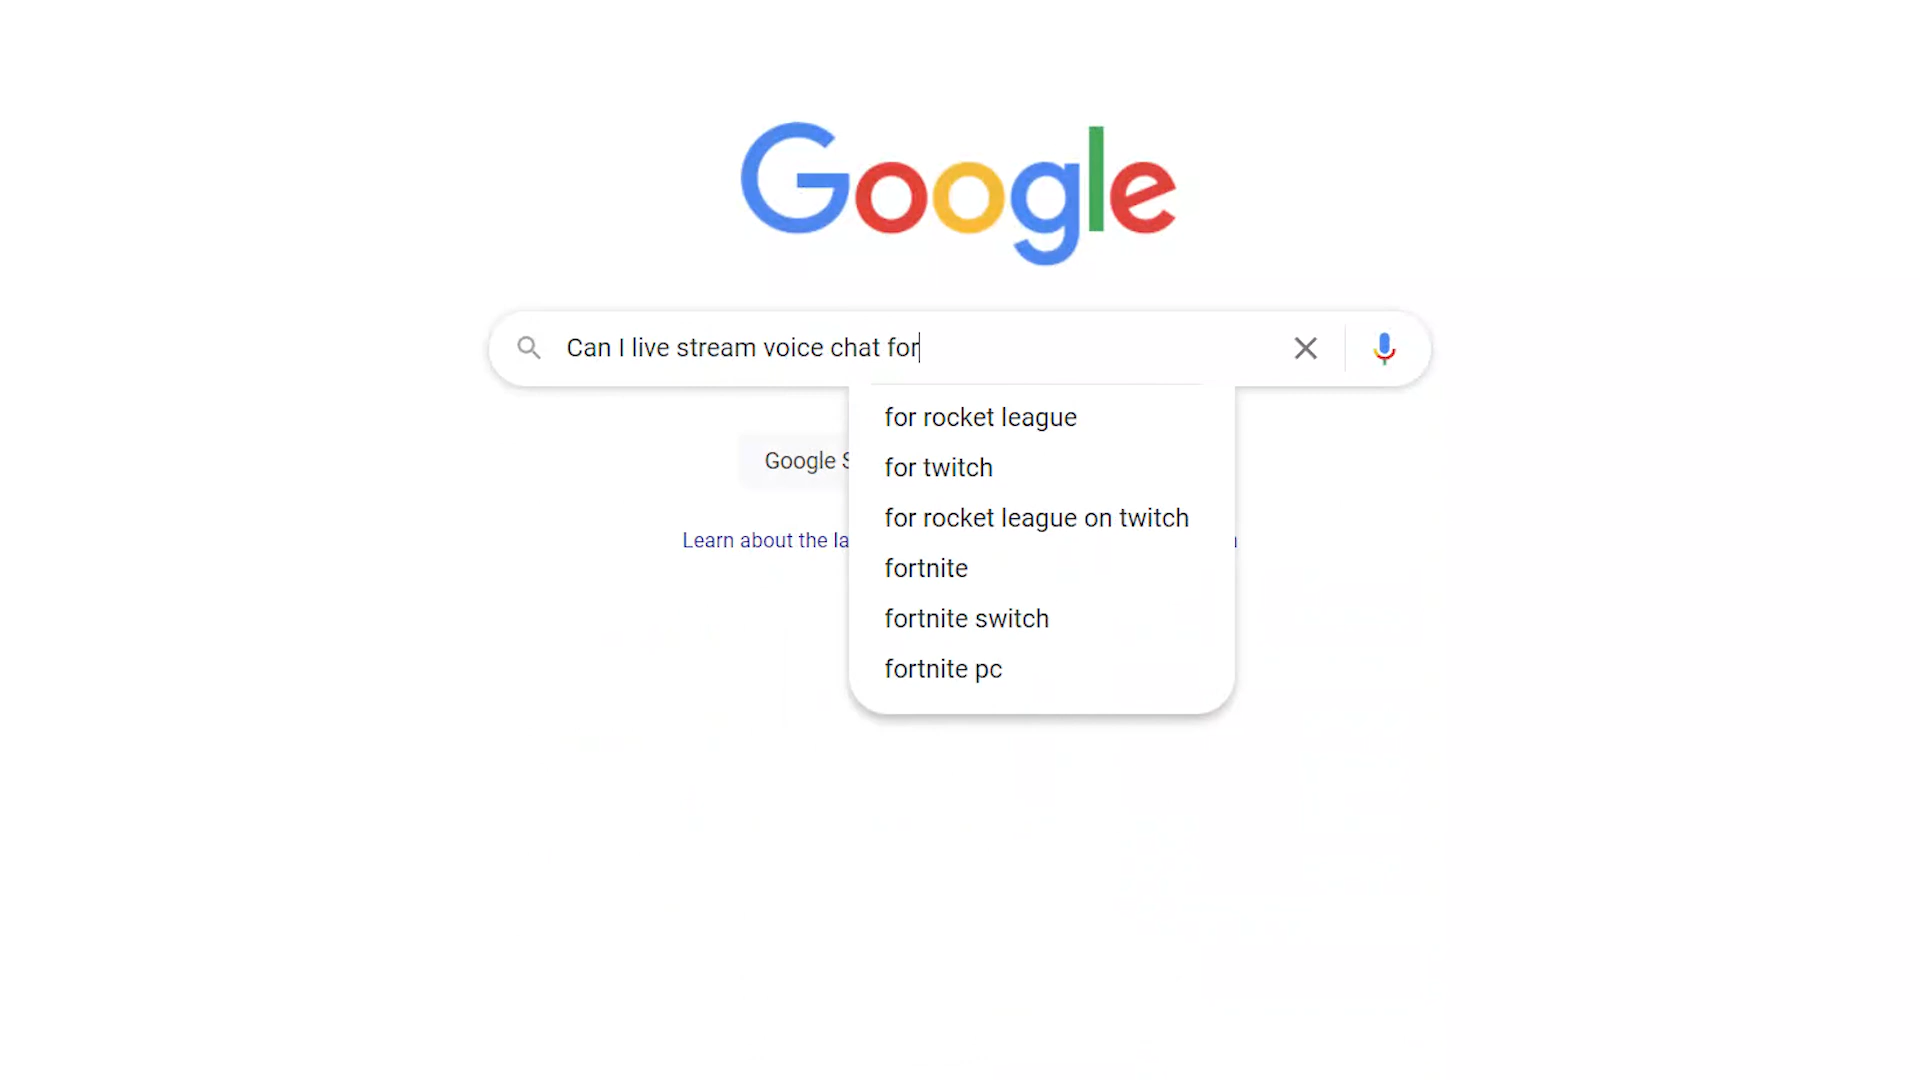 Google
Can I live stream voice chat for
for rocket league
Google S
for twitch
for rocket league on twitch
Learn about the la
fortnite
fortnite switch
fortnite pc